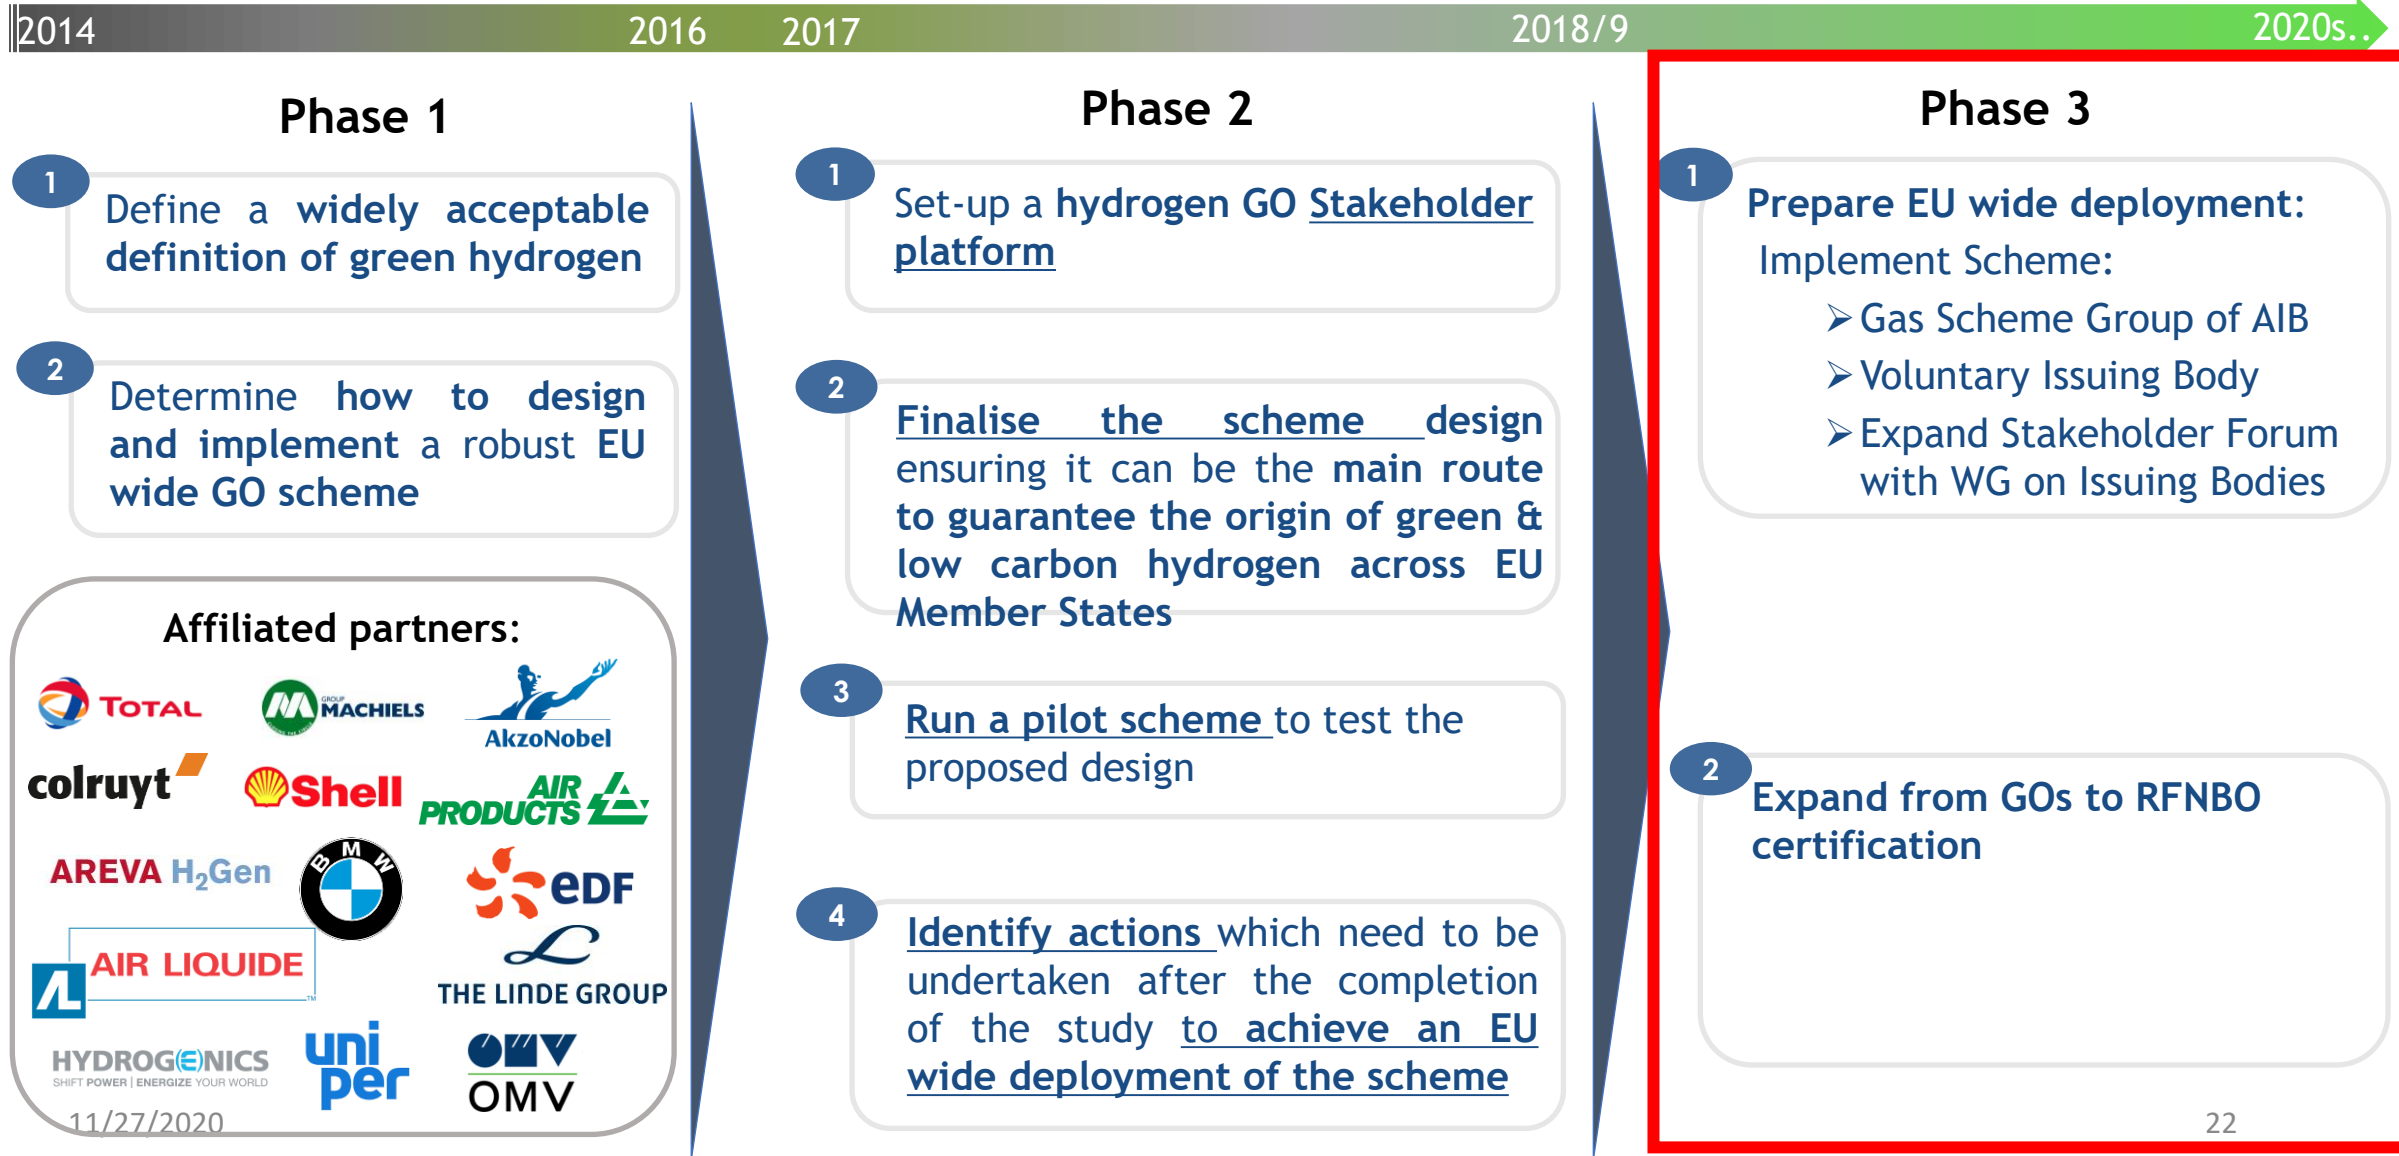 2014
2016
2017
2018/9
2020s..
Phase 1
1
Define a widely acceptable
definition of green hydrogen
2
Determine how to design
and implement a robust EU
wide GO scheme
Affiliated partners:
TOTAL
GROUP
MACHIELS
AkzoNobel
colruyt
Shell
AIR
PRODUCTS
AREVA H2Gen
BMW
eDF
AL
AIR LIQUIDE
TM
THE LINDE GROUP
HYDROGENICS
SHIFT POWER | ENERGIZE YOUR WORLD
uni
per
OMV
OMV
11/27/2020
Phase 2
1
Set-up a hydrogen GO Stakeholder
platform
2
Finalise the scheme design
ensuring it can be the main route
to guarantee the origin of green &
low carbon hydrogen across EU
Member States
3
Run a pilot scheme to test the
proposed design
4
Identify actions which need to be
undertaken after the completion
of the study to achieve an EU
wide deployment of the scheme
Phase 3
1
Prepare EU wide deployment:
Implement Scheme:
➢Gas Scheme Group of AIB
➢Voluntary Issuing Body
➢Expand Stakeholder Forum
with WG on Issuing Bodies
2
Expand from GOs to RFNBO
certification
22